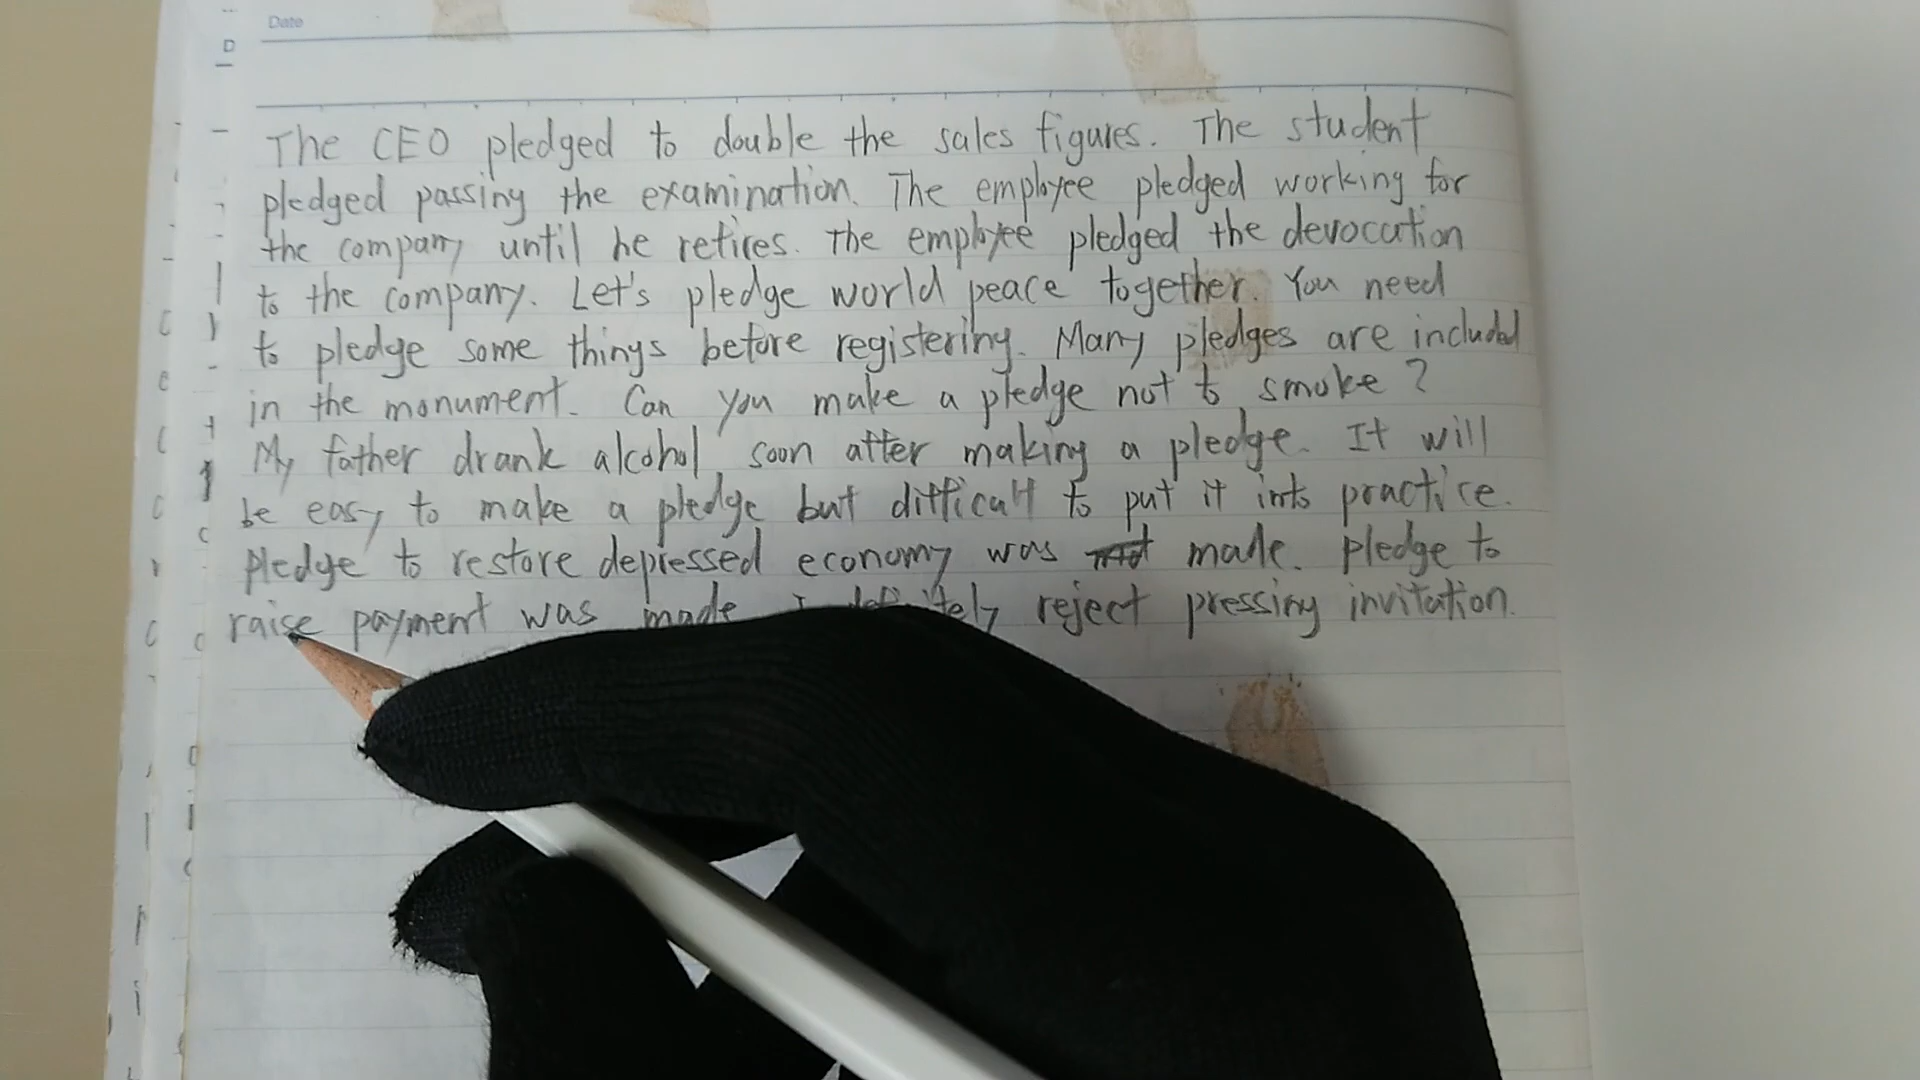 Date
D
The CEO pledged to double the sales figures. The student
pledged passing the examination. The employee pledged working for
the company until he retires. The employee pledged the devocation
to the company. Let's pledge world peace together. You need
to pledge some things before registering. Many pledges are included
in the monument. Can you make a pledge not to smoke?
My father drank alcohol soon after making a pledge. It will
be easy to make a pledge but difficult to put it into practice.
Pledge to restore depressed economy was made. Pledge to
raise payment was made I reject pressing invitation.